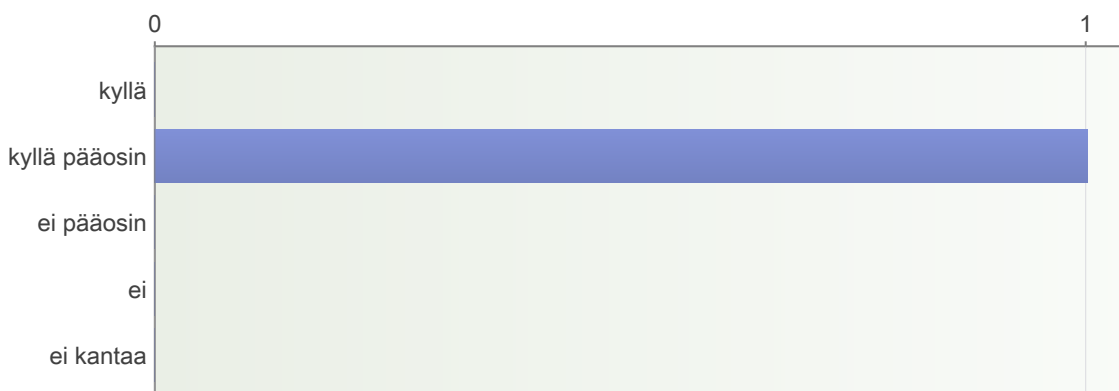 0 1
kyllä
kyllä pääosin
ei pääosin
ei
ei kantaa